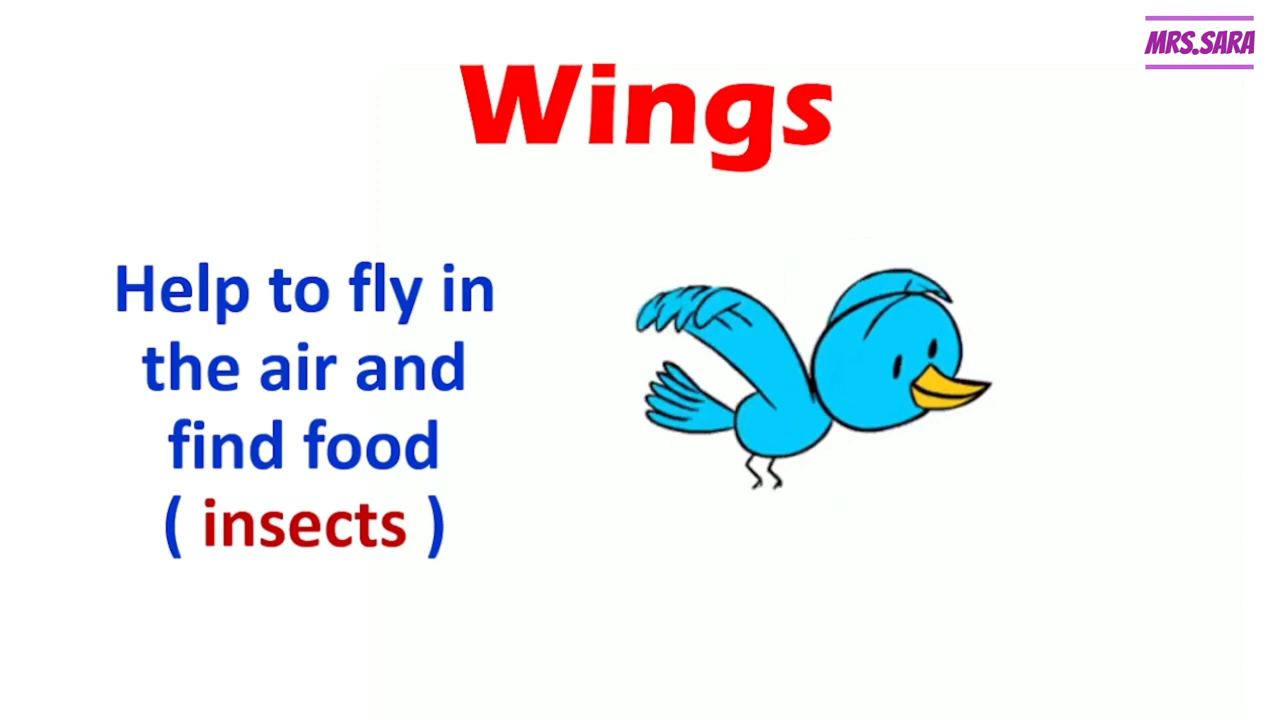 MRS.SARA
Wings
Help to fly in
the air and
find food
( insects )